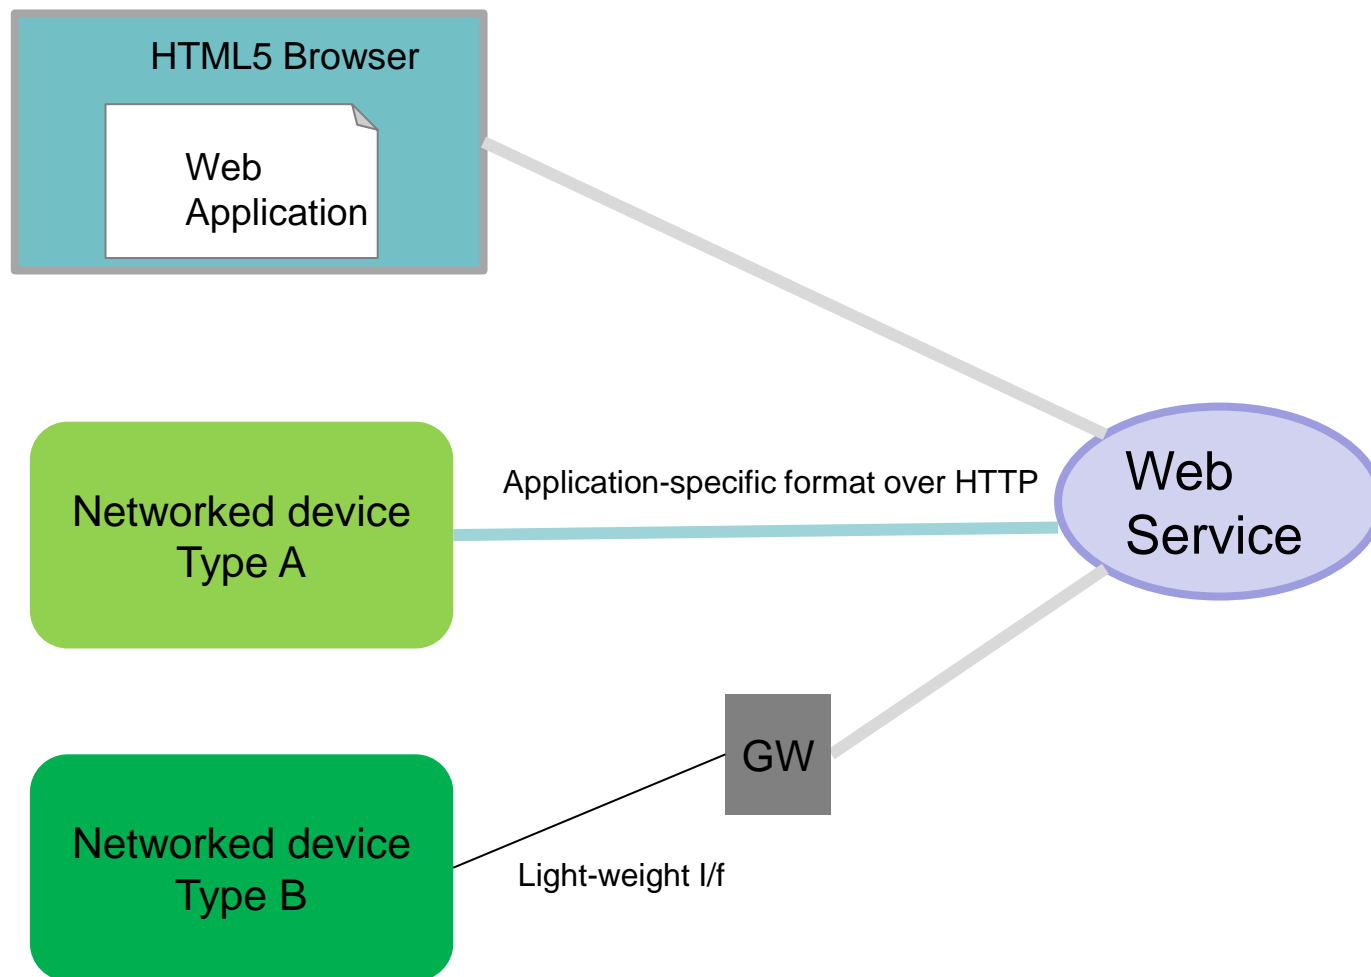 HTML5 Browser
Web
Application
Application-specific format over HTTP
Networked device
Type A
Web
Service
GW
Networked device
Type B
Light-weight I/f